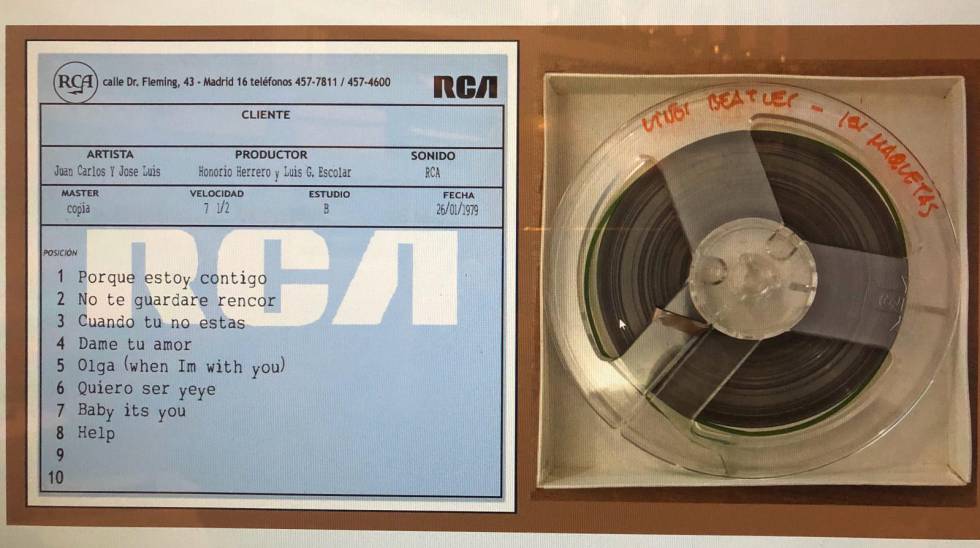 RCA calle Dr. Fleming, 43 - Madrid 16 teléfonos 457-7811 / 457-4600 RCA
CLIENTE
ARTISTA PRODUCTOR SONIDO
Juan Carlos Y Jose Luis Honorio Herrero y Luis G. Escolar RCA
MASTER VELOCIDAD ESTUDIO FECHA
copia 7 1/2 B 26/01/1979
RCA
POSICIÓN
1 Porque estoy contigo
2 No te guardare rencor
3 Cuando tu no estas
4 Dame tu amor
5 Olga (when Im with you)
6 Quiero ser yeye
7 Baby its you
8 Help
9
10
BEATLES - MAQUETAS